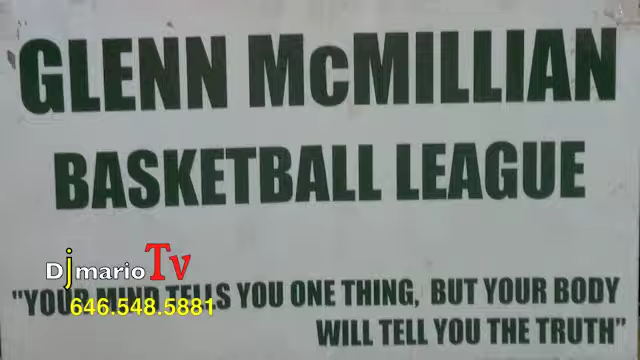 GLENN McMILLIAN
BASKETBALL LEAGUE
DjmarioTv
646.548.5881
"YOUR MIND TELLS YOU ONE THING, BUT YOUR BODY
WILL TELL YOU THE TRUTH"